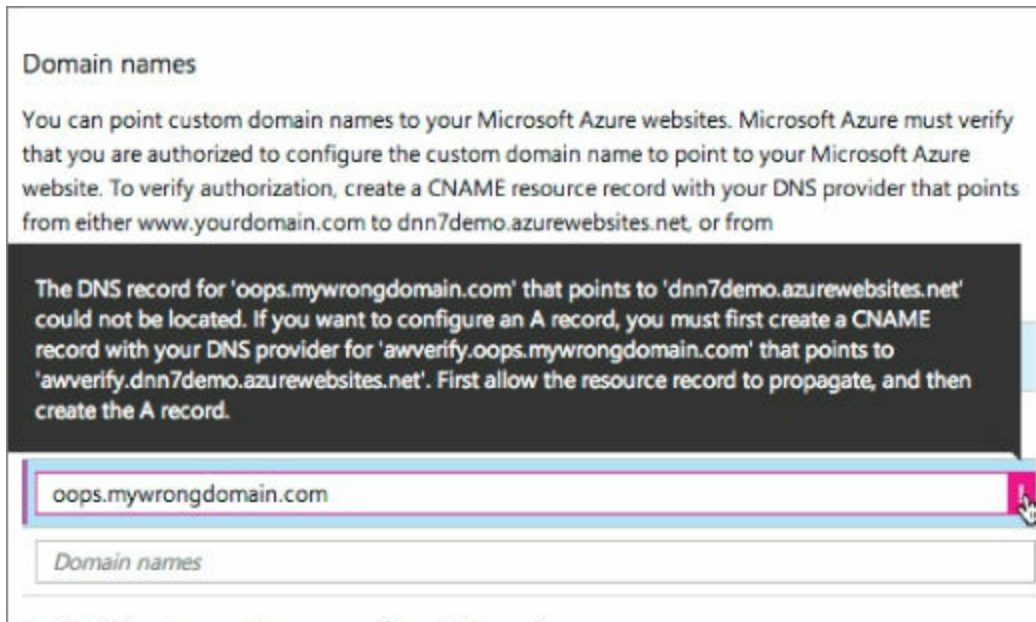 Domain names
You can point custom domain names to your Microsoft Azure websites. Microsoft Azure must verify
that you are authorized to configure the custom domain name to point to your Microsoft Azure
website. To verify authorization, create a CNAME resource record with your DNS provider that points
from either www.yourdomain.com to dnn7demo.azurewebsites.net, or from
The DNS record for 'oops.mywrongdomain.com' that points to 'dnn7demo.azurewebsites.net'
could not be located. If you want to configure an A record, you must first create a CNAME
record with your DNS provider for 'awverify.oops.mywrongdomain.com' that points to
'awverify.dnn7demo.azurewebsites.net'. First allow the resource record to propagate, and then
create the A record.
oops.mywrongdomain.com
!
Domain names